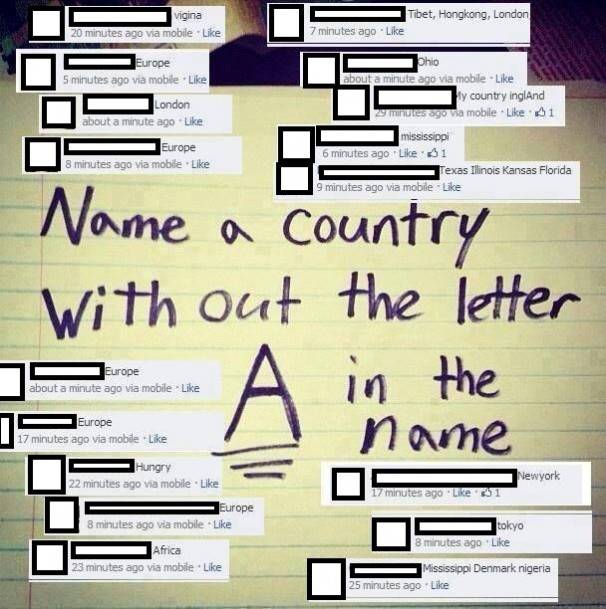 vigina
20 minutes ago via mobile · Like
Tibet, Hongkong, London
7 minutes ago · Like
Europe
5 minutes ago via mobile · Like
Ohio
about a minute ago via mobile · Like
London
about a minute ago · Like
My country inglAnd
29 minutes ago via mobile · Like · 1
Europe
8 minutes ago via mobile · Like
mississippi
6 minutes ago · Like · 1
Texas Illinois Kansas Florida
9 minutes ago via mobile · Like
Name a country
without the letter
A in the
name
Europe
about a minute ago via mobile · Like
Europe
17 minutes ago via mobile · Like
Hungry
22 minutes ago via mobile · Like
Europe
8 minutes ago via mobile · Like
Africa
23 minutes ago via mobile · Like
Newyork
17 minutes ago · Like · 1
tokyo
8 minutes ago · Like
Mississippi Denmark nigeria
25 minutes ago · Like